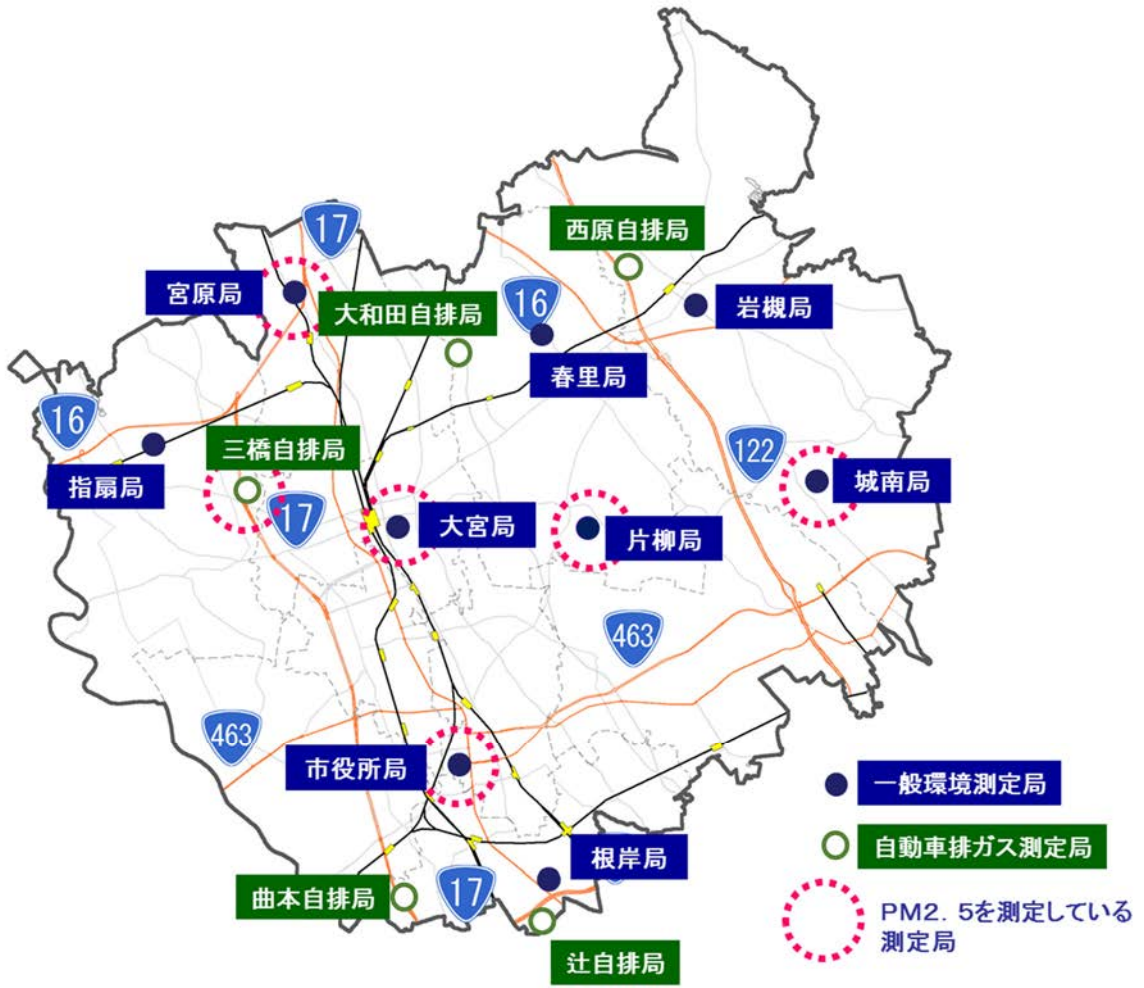 17
西原自排局
宮原局
大和田自排局
16
岩槻局
春里局
16
三橋自排局
122
指扇局
城南局
17
大宮局
片柳局
463
463
市役所局
一般環境測定局
根岸局
自動車排ガス測定局
曲本自排局
17
PM2. 5を測定している
測定局
辻自排局